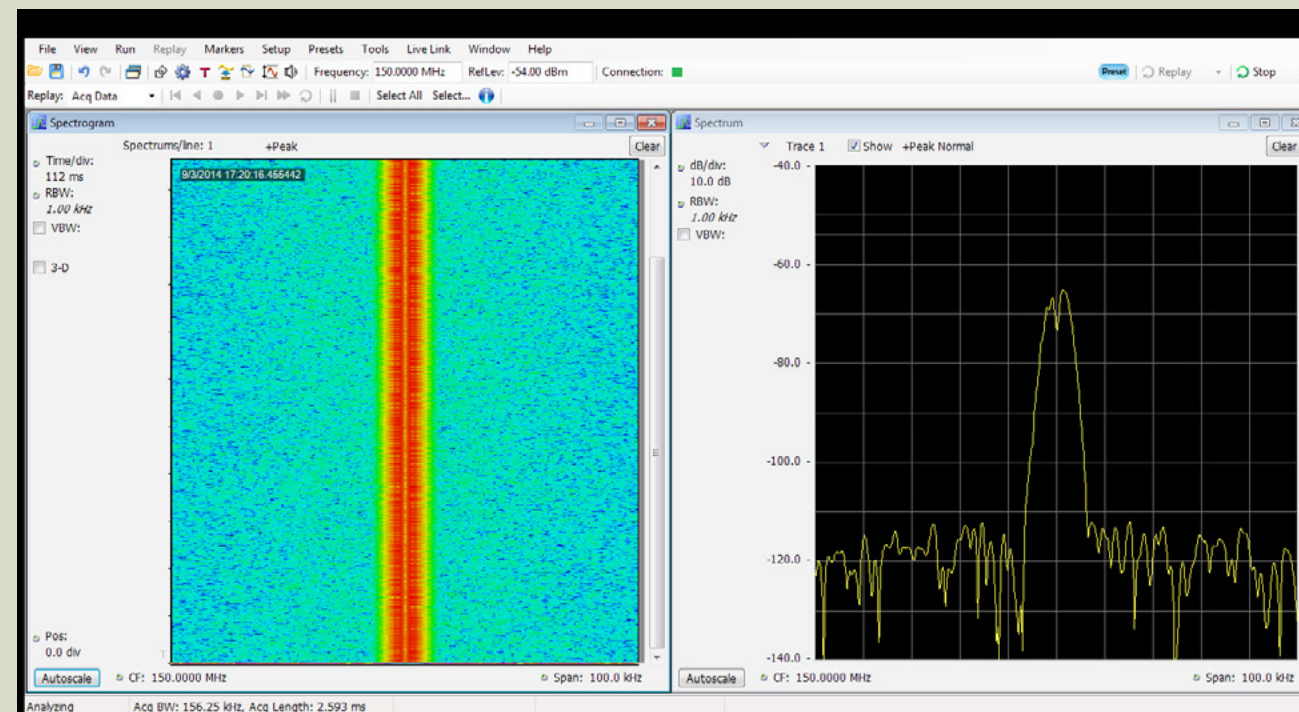 File View Run Replay Markers Setup Presets Tools Live Link Window Help
Frequency: 150.0000 MHz RefLev: -54.00 dBm Connection: Preset Replay Stop
Replay: Acq Data Select All Select...
Spectrogram
Spectrums/line: 1 +Peak Clear
Time/div:
112 ms
RBW:
1.00 kHz
VBW:
3-D
9/3/2014 17:20:16.455442
Pos:
0.0 div
T
Autoscale CF: 150.0000 MHz Span: 100.0 kHz
Spectrum
Trace 1 Show +Peak Normal Clear
dB/div:
10.0 dB
RBW:
1.00 kHz
VBW:
-40.0
-60.0
-80.0
-100.0
-120.0
-140.0
Autoscale CF: 150.0000 MHz Span: 100.0 kHz
Analyzing Acq BW: 156.25 kHz, Acq Length: 2.593 ms